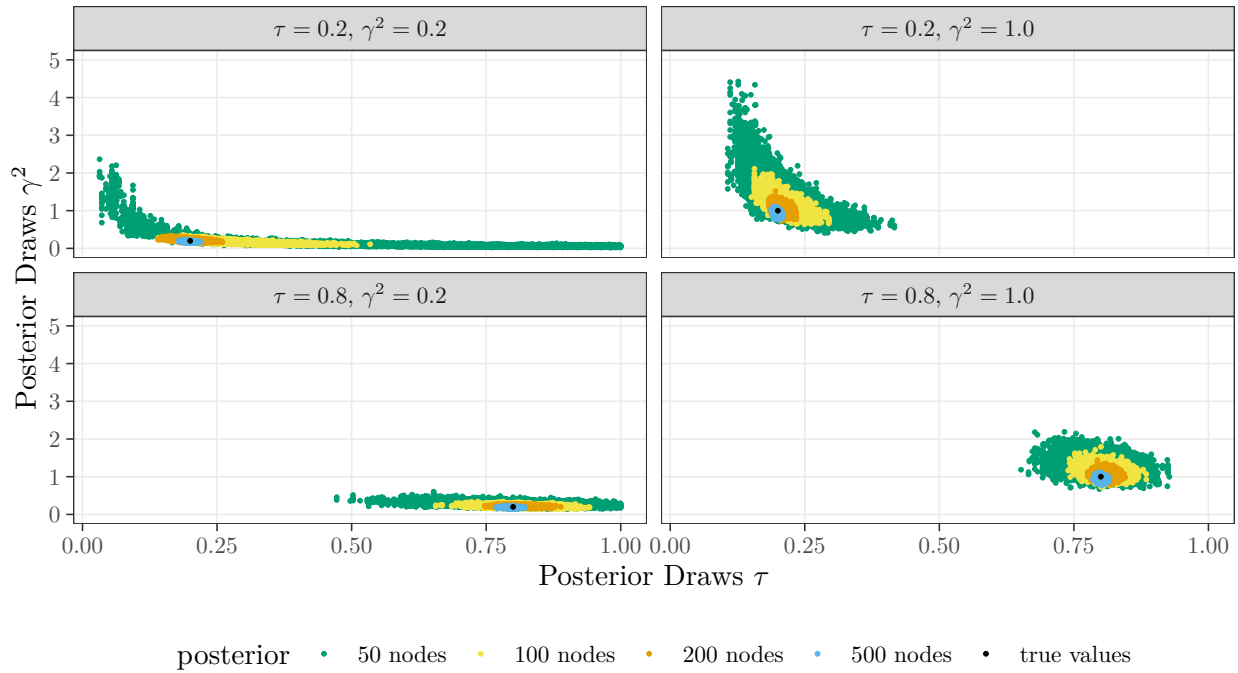 τ = 0.2, γ² = 0.2
τ = 0.2, γ² = 1.0
5
4
3
2
1
0
Posterior Draws γ²
τ = 0.8, γ² = 0.2
τ = 0.8, γ² = 1.0
5
4
3
2
1
0
0.00 0.25 0.50 0.75 1.00 0.00 0.25 0.50 0.75 1.00
Posterior Draws τ
posterior 50 nodes 100 nodes 200 nodes 500 nodes true values